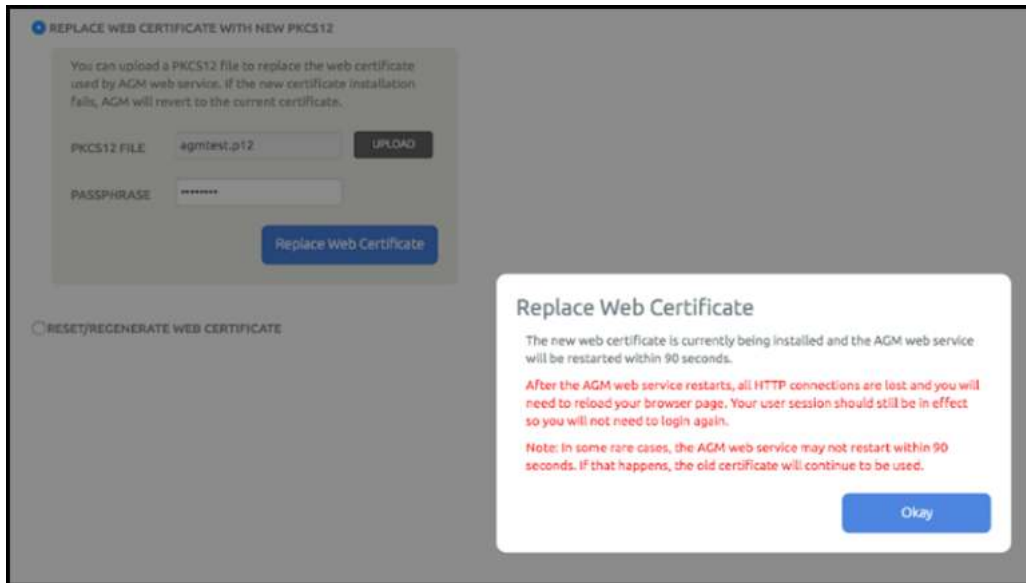 REPLACE WEB CERTIFICATE WITH NEW PKCS12
You can upload a PKCS12 file to replace the web certificate
used by AGM web service. If the new certificate installation
fails, AGM will revert to the current certificate.
PKCS12 FILE agmtest.p12 UPLOAD
PASSPHRASE ••••••••
Replace Web Certificate
RESET/REGENERATE WEB CERTIFICATE
Replace Web Certificate
The new web certificate is currently being installed and the AGM web service
will be restarted within 90 seconds.
After the AGM web service restarts, all HTTP connections are lost and you will
need to reload your browser page. Your user session should still be in effect
so you will not need to login again.
Note: In some rare cases, the AGM web service may not restart within 90
seconds. If that happens, the old certificate will continue to be used.
Okay